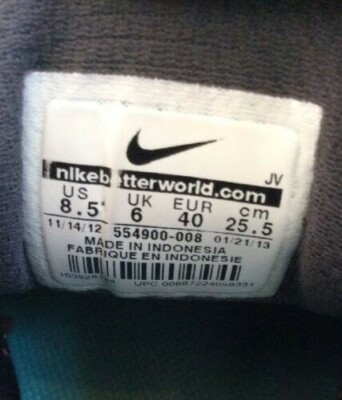 JV
nikebetterworld.com
US UK EUR cm
8.5 6 40 25.5
11/14/12 554900-008 01/21/13
MADE IN INDONESIA
FABRIQUE EN INDONESIE
UPC